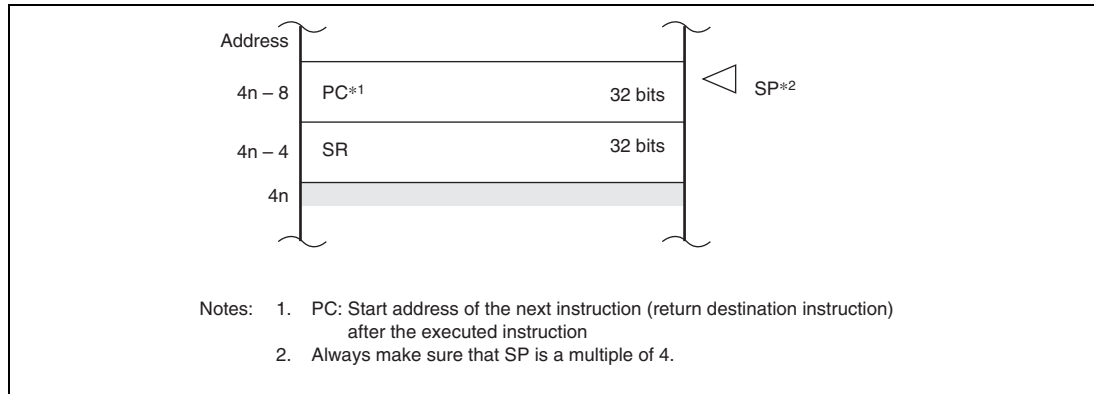 Address
4n – 8 PC*1 32 bits SP*2
4n – 4 SR 32 bits
4n
Notes: 1. PC: Start address of the next instruction (return destination instruction)
after the executed instruction
2. Always make sure that SP is a multiple of 4.